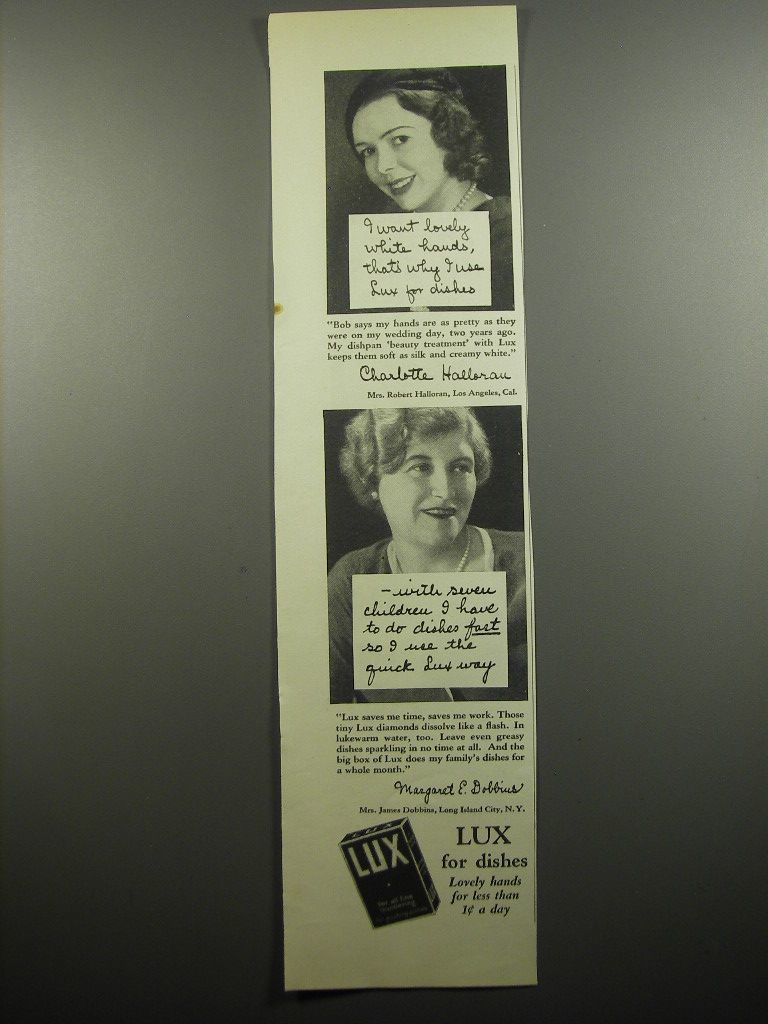 I want lovely
white hands,
that's why I use
Lux for dishes
"Bob says my hands are as pretty as they
were on my wedding day, two years ago.
My dishpan 'beauty treatment' with Lux
keeps them soft as silk and creamy white."
Charlotte Halloran
Mrs. Robert Halloran, Los Angeles, Cal.
- with seven
children I have
to do dishes fast
so I use the
quick Lux way
"Lux saves me time, saves me work. Those
tiny Lux diamonds dissolve like a flash. In
lukewarm water, too. Leave even greasy
dishes sparkling in no time at all. And the
big box of Lux does my family's dishes for
a whole month."
Margaret E. Dobbins
Mrs. James Dobbins, Long Island City, N.Y.
LUX
LUX
For all fine
laundering
LUX
for dishes
Lovely hands
for less than
1¢ a day